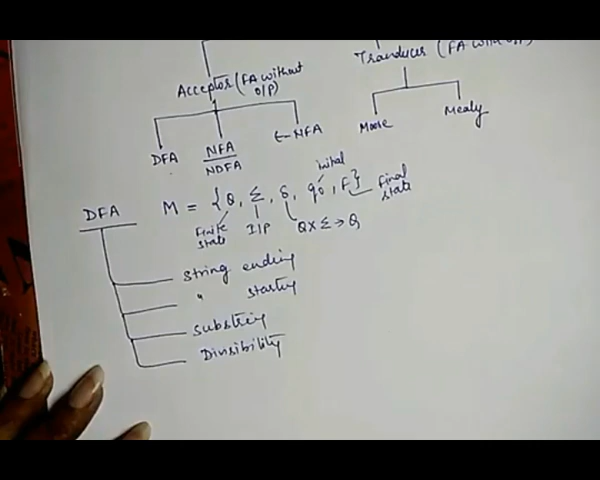 Tranducer (FA with O/P)
Acceptor (FA without
O/P)
DFA
NFA
NDFA
ε-NFA
Moore
Mealy
DFA
M = {Q, Σ, δ, q0, F}
initial
Final
state
Finite
state
I/P
Q X Σ → Q
string ending
" starting
substring
Divisibility